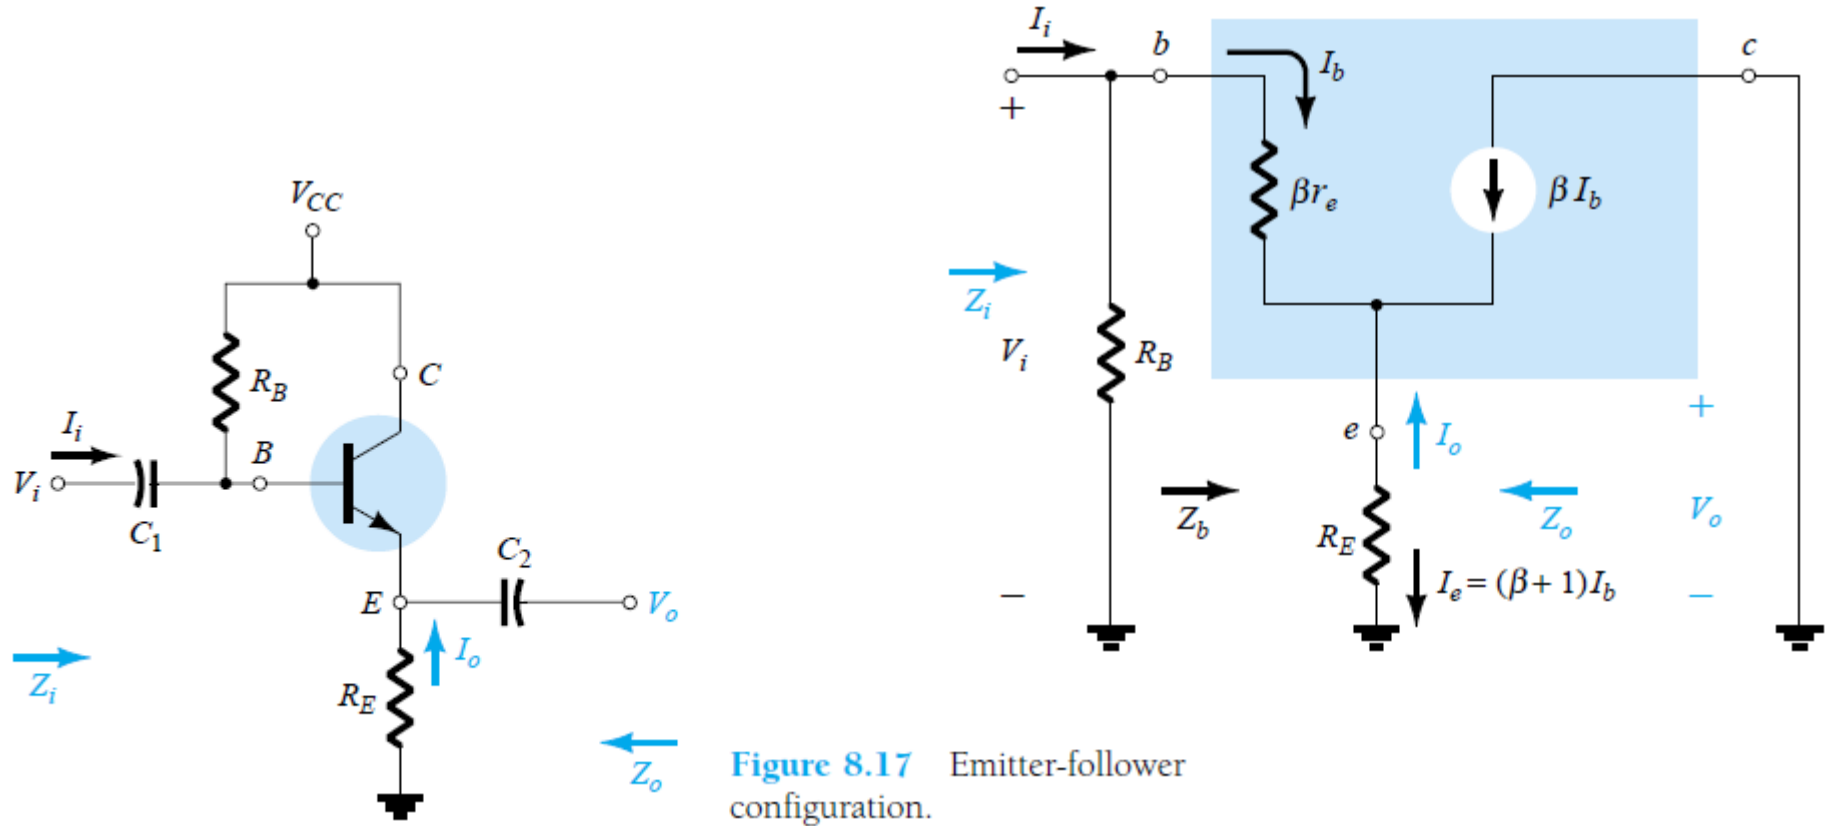 V_CC
R_B
C
I_i
B
V_i
C_1
C_2
E
V_o
I_o
Z_i
R_E
Z_o
I_i
b
c
I_b
+
βr_e
βI_b
Z_i
V_i
R_B
+
e
I_o
Z_b
Z_o
V_o
R_E
I_e = (β + 1)I_b
−
−
Figure 8.17 Emitter-follower
configuration.